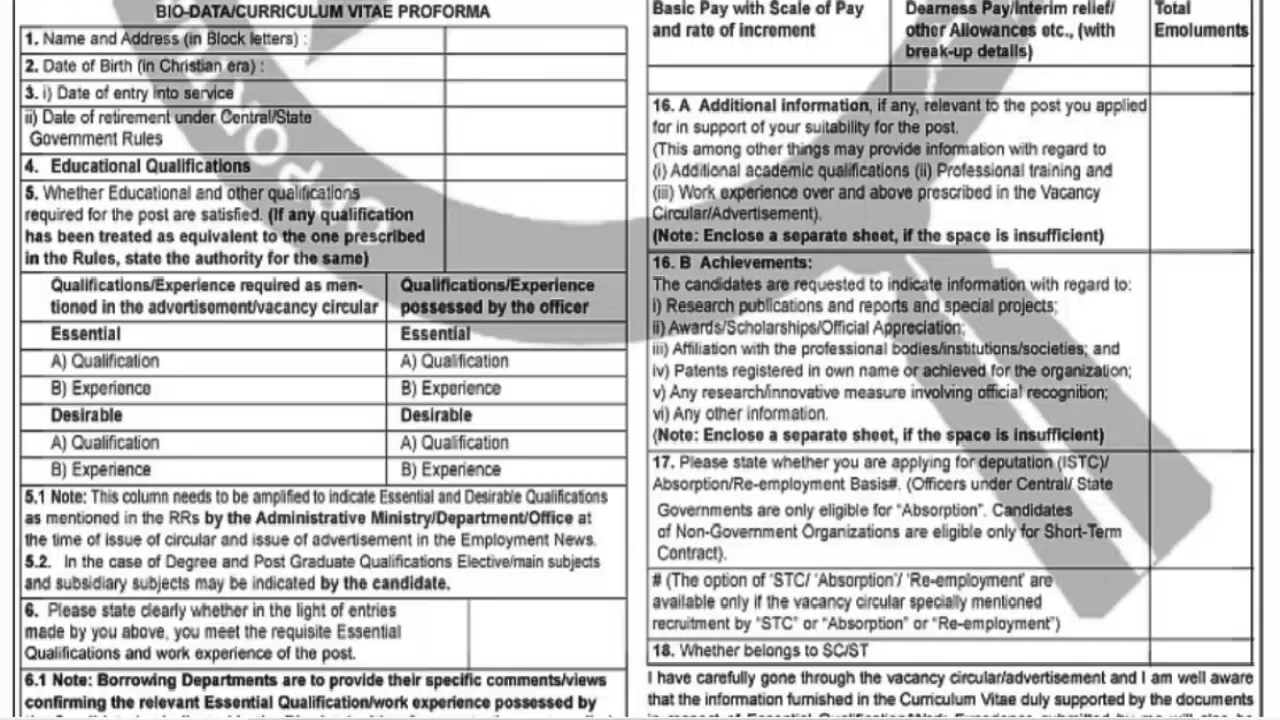 BIO-DATA/CURRICULUM VITAE PROFORMA
1. Name and Address (in Block letters) :
2. Date of Birth (in Christian era) :
3. i) Date of entry into service
ii) Date of retirement under Central/State
Government Rules
4. Educational Qualifications
5. Whether Educational and other qualifications
required for the post are satisfied. (If any qualification
has been treated as equivalent to the one prescribed
in the Rules, state the authority for the same)
Qualifications/Experience required as men-
tioned in the advertisement/vacancy circular
Qualifications/Experience
possessed by the officer
Essential
Essential
A) Qualification
A) Qualification
B) Experience
B) Experience
Desirable
Desirable
A) Qualification
A) Qualification
B) Experience
B) Experience
5.1 Note: This column needs to be amplified to indicate Essential and Desirable Qualifications
as mentioned in the RRs by the Administrative Ministry/Department/Office at
the time of issue of circular and issue of advertisement in the Employment News.
5.2. In the case of Degree and Post Graduate Qualifications Elective/main subjects
and subsidiary subjects may be indicated by the candidate.
6. Please state clearly whether in the light of entries
made by you above, you meet the requisite Essential
Qualifications and work experience of the post.
6.1 Note: Borrowing Departments are to provide their specific comments/views
confirming the relevant Essential Qualification/work experience possessed by
Basic Pay with Scale of Pay
and rate of increment
Dearness Pay/Interim relief/
other Allowances etc., (with
break-up details)
Total
Emoluments
16. A Additional information, if any, relevant to the post you applied
for in support of your suitability for the post.
(This among other things may provide information with regard to
(i) Additional academic qualifications (ii) Professional training and
(iii) Work experience over and above prescribed in the Vacancy
Circular/Advertisement).
(Note: Enclose a separate sheet, if the space is insufficient)
16. B Achievements:
The candidates are requested to indicate information with regard to:
i) Research publications and reports and special projects;
ii) Awards/Scholarships/Official Appreciation;
iii) Affiliation with the professional bodies/institutions/societies; and
iv) Patents registered in own name or achieved for the organization;
v) Any research/innovative measure involving official recognition;
vi) Any other information.
(Note: Enclose a separate sheet, if the space is insufficient)
17. Please state whether you are applying for deputation (ISTC)/
Absorption/Re-employment Basis#. (Officers under Central/ State
Governments are only eligible for "Absorption". Candidates
of Non-Government Organizations are eligible only for Short-Term
Contract).
# (The option of 'STC/ 'Absorption'/ 'Re-employment' are
available only if the vacancy circular specially mentioned
recruitment by "STC" or "Absorption" or "Re-employment")
18. Whether belongs to SC/ST
I have carefully gone through the vacancy circular/advertisement and I am well aware
that the information furnished in the Curriculum Vitae duly supported by the documents